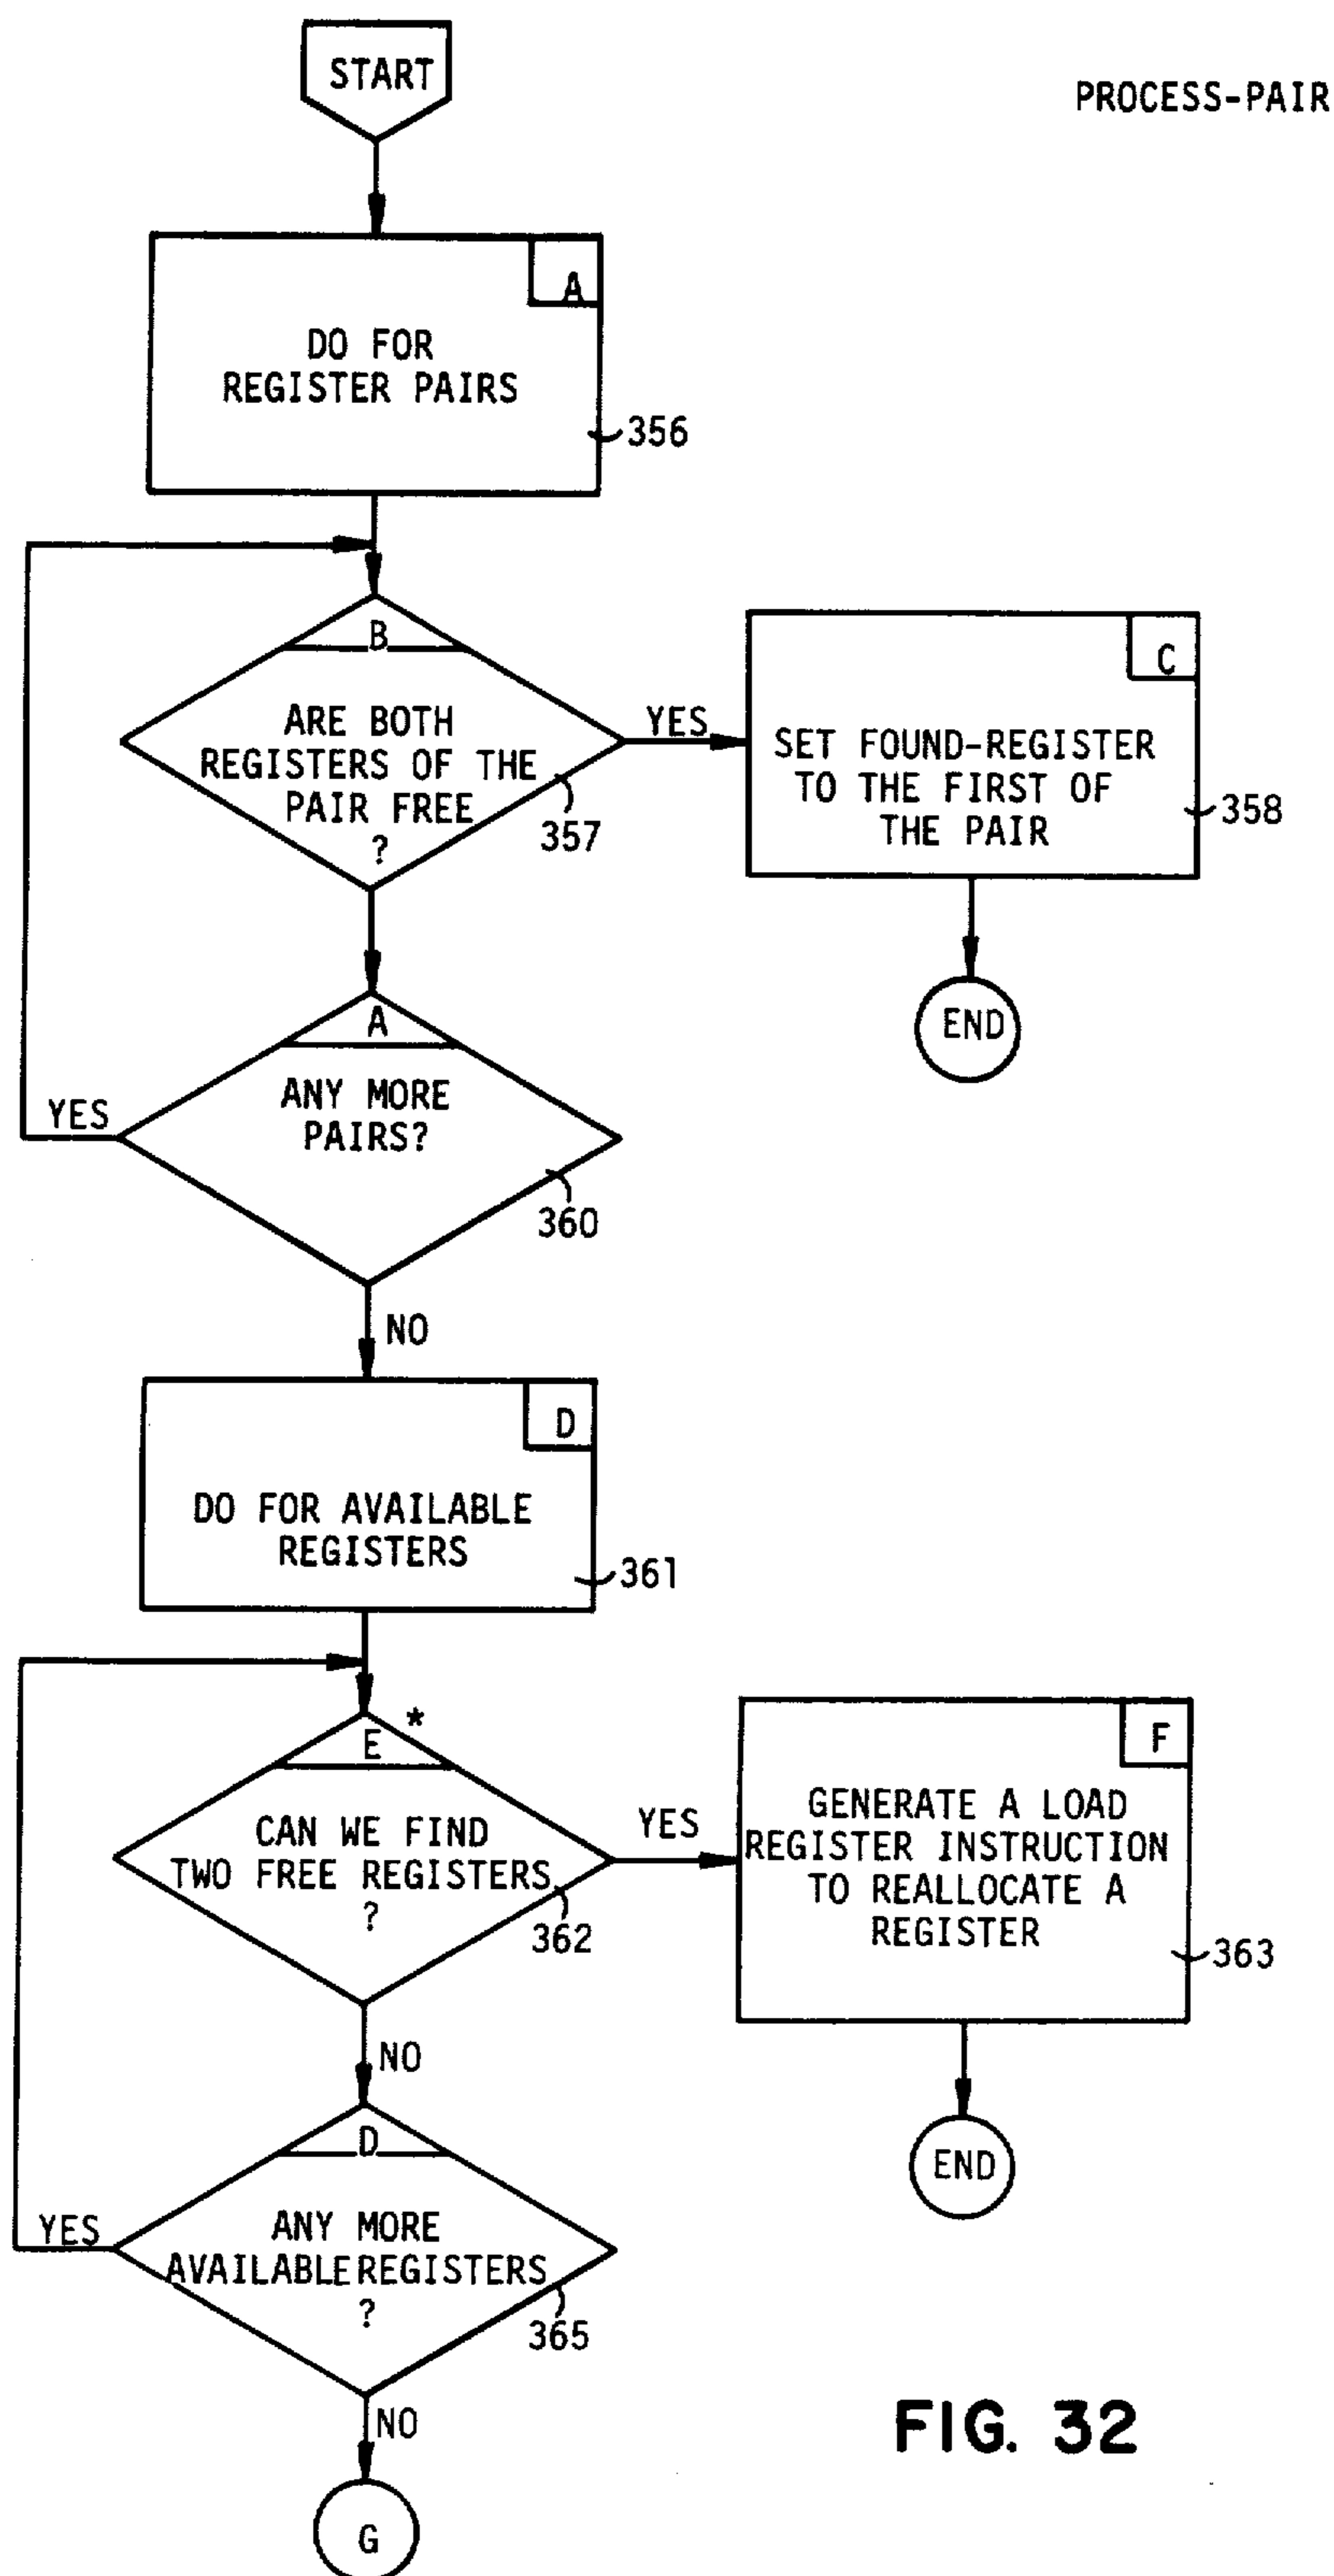 START
PROCESS-PAIR
A
DO FOR
REGISTER PAIRS
356
B
ARE BOTH
REGISTERS OF THE
PAIR FREE
?
357
YES
C
SET FOUND-REGISTER
TO THE FIRST OF
THE PAIR
358
END
A
ANY MORE
PAIRS?
360
YES
NO
D
DO FOR AVAILABLE
REGISTERS
361
E
*
CAN WE FIND
TWO FREE REGISTERS
?
362
YES
F
GENERATE A LOAD
REGISTER INSTRUCTION
TO REALLOCATE A
REGISTER
363
END
NO
D
ANY MORE
AVAILABLE REGISTERS
?
365
YES
NO
G
FIG. 32